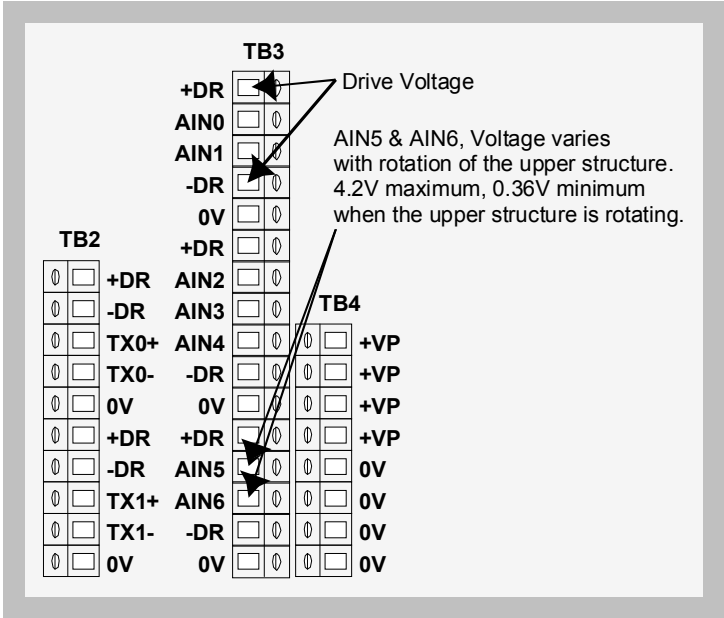 TB3
+DR
AIN0
AIN1
-DR
0V
+DR
AIN2
AIN3
AIN4
-DR
0V
+DR
AIN5
AIN6
-DR
0V
Drive Voltage
AIN5 & AIN6, Voltage varies
with rotation of the upper structure.
4.2V maximum, 0.36V minimum
when the upper structure is rotating.
TB2
+DR
-DR
TX0+
TX0-
0V
+DR
-DR
TX1+
TX1-
0V
TB4
+VP
+VP
+VP
+VP
0V
0V
0V
0V